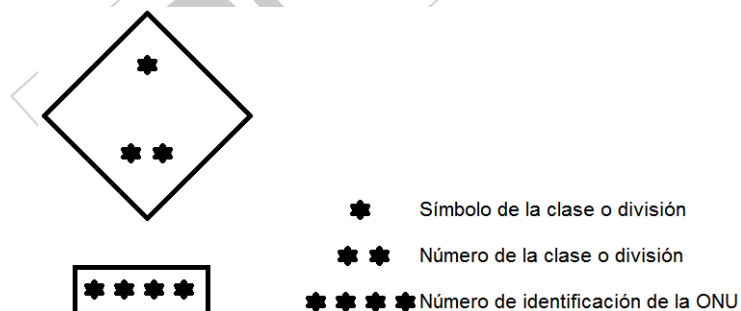 Símbolo de la clase o división
Número de la clase o división
Número de identificación de la ONU